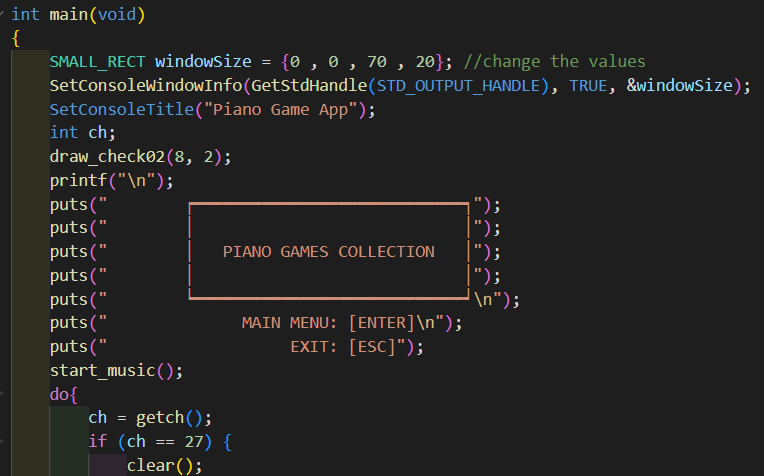 int main(void)
{
    SMALL_RECT windowSize = {0 , 0 , 70 , 20}; //change the values
    SetConsoleWindowInfo(GetStdHandle(STD_OUTPUT_HANDLE), TRUE, &windowSize);
    SetConsoleTitle("Piano Game App");
    int ch;
    draw_check02(8, 2);
    printf("\n");
    puts("        ╒════════════════════════════╕");
    puts("        │                            │");
    puts("        │   PIANO GAMES COLLECTION   │");
    puts("        │                            │");
    puts("        ╘════════════════════════════╛\n");
    puts("              MAIN MENU: [ENTER]\n");
    puts("                   EXIT: [ESC]");
    start_music();
    do{
        ch = getch();
        if (ch == 27) {
            clear();